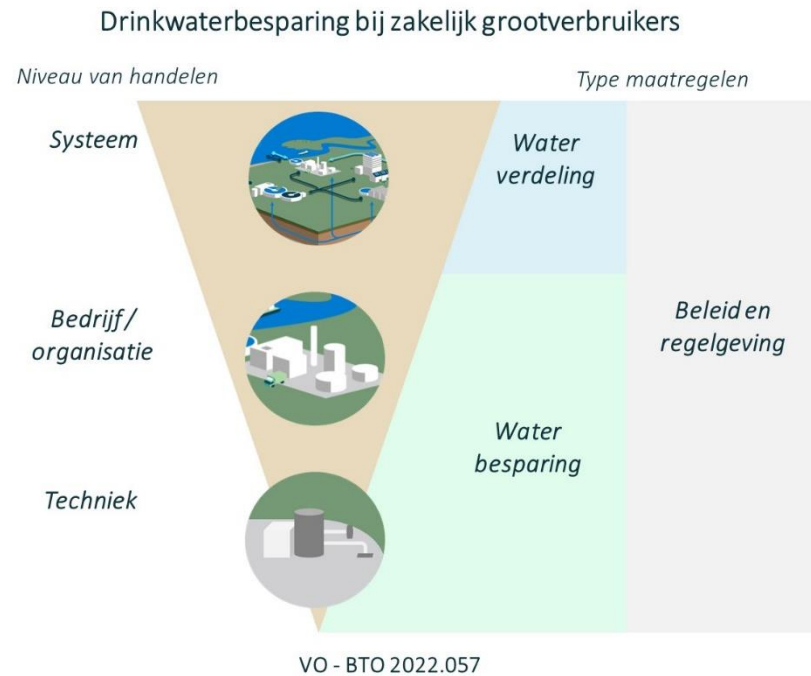 Drinkwaterbesparing bij zakelijk grootverbruikers
Niveau van handelen
Type maatregelen
Systeem
Water
verdeling
Bedrijf /
organisatie
Beleid en
regelgeving
Water
besparing
Techniek
VO - BTO 2022.057